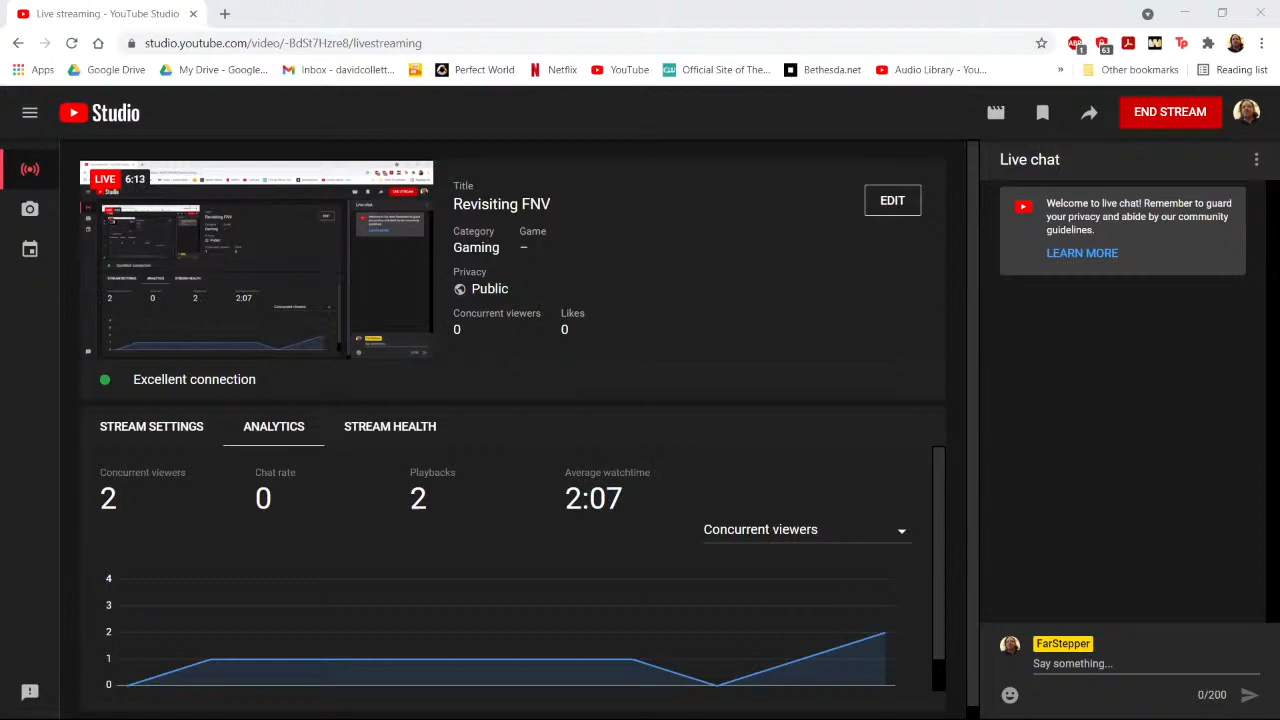 Live streaming - YouTube Studio
studio.youtube.com/video/-BdSt7Hzre8/livestreaming
1
63
Apps
Google Drive
My Drive - Google...
Inbox - davidcollett...
Perfect World
Netflix
YouTube
Official Site of The...
Bethesda.net
Audio Library - You...
»
Other bookmarks
Reading list
Studio
END STREAM
LIVE 6:13
Title
Revisiting FNV
EDIT
Category Game
Gaming –
Privacy
Public
Concurrent viewers Likes
0 0
Excellent connection
STREAM SETTINGS ANALYTICS STREAM HEALTH
Concurrent viewers Chat rate Playbacks Average watchtime
2 0 2 2:07
Concurrent viewers
4
3
2
1
0
Live chat
Welcome to live chat! Remember to guard
your privacy and abide by our community
guidelines.
LEARN MORE
FarStepper
Say something...
0/200